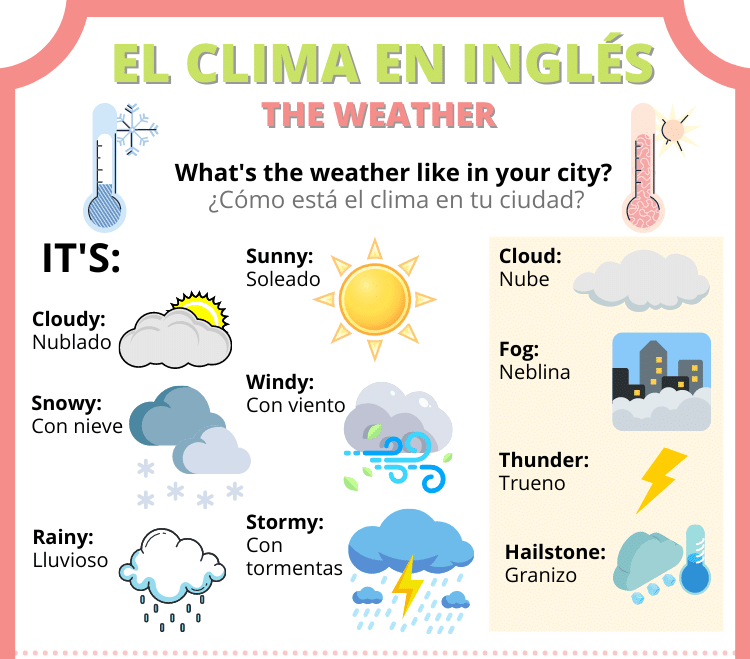 EL CLIMA EN INGLÉS
THE WEATHER
What's the weather like in your city?
¿Cómo está el clima en tu ciudad?
IT'S:
Cloudy:
Nublado
Snowy:
Con nieve
Rainy:
Lluvioso
Sunny:
Soleado
Windy:
Con viento
Stormy:
Con
tormentas
Cloud:
Nube
Fog:
Neblina
Thunder:
Trueno
Hailstone:
Granizo